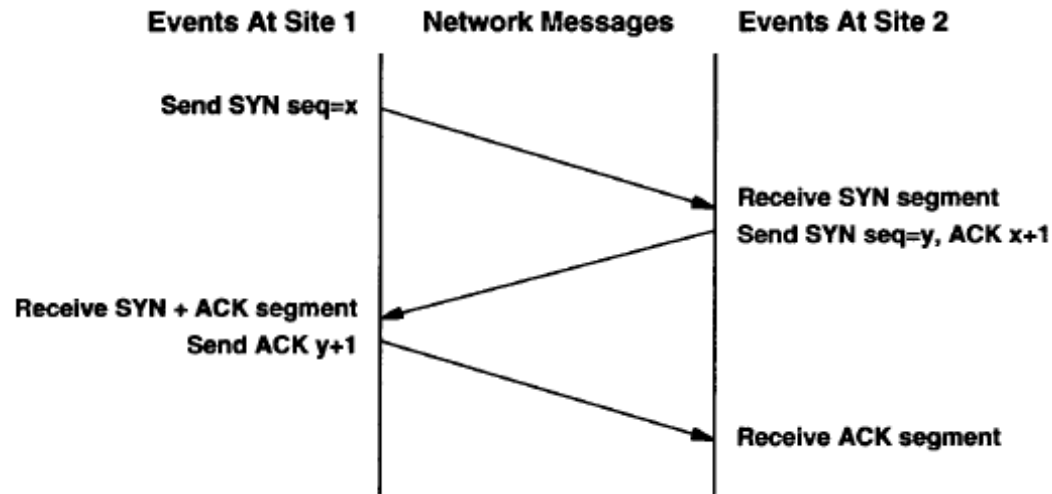 Events At Site 1
Network Messages
Events At Site 2
Send SYN seq=x
Receive SYN segment
Send SYN seq=y, ACK x+1
Receive SYN + ACK segment
Send ACK y+1
Receive ACK segment